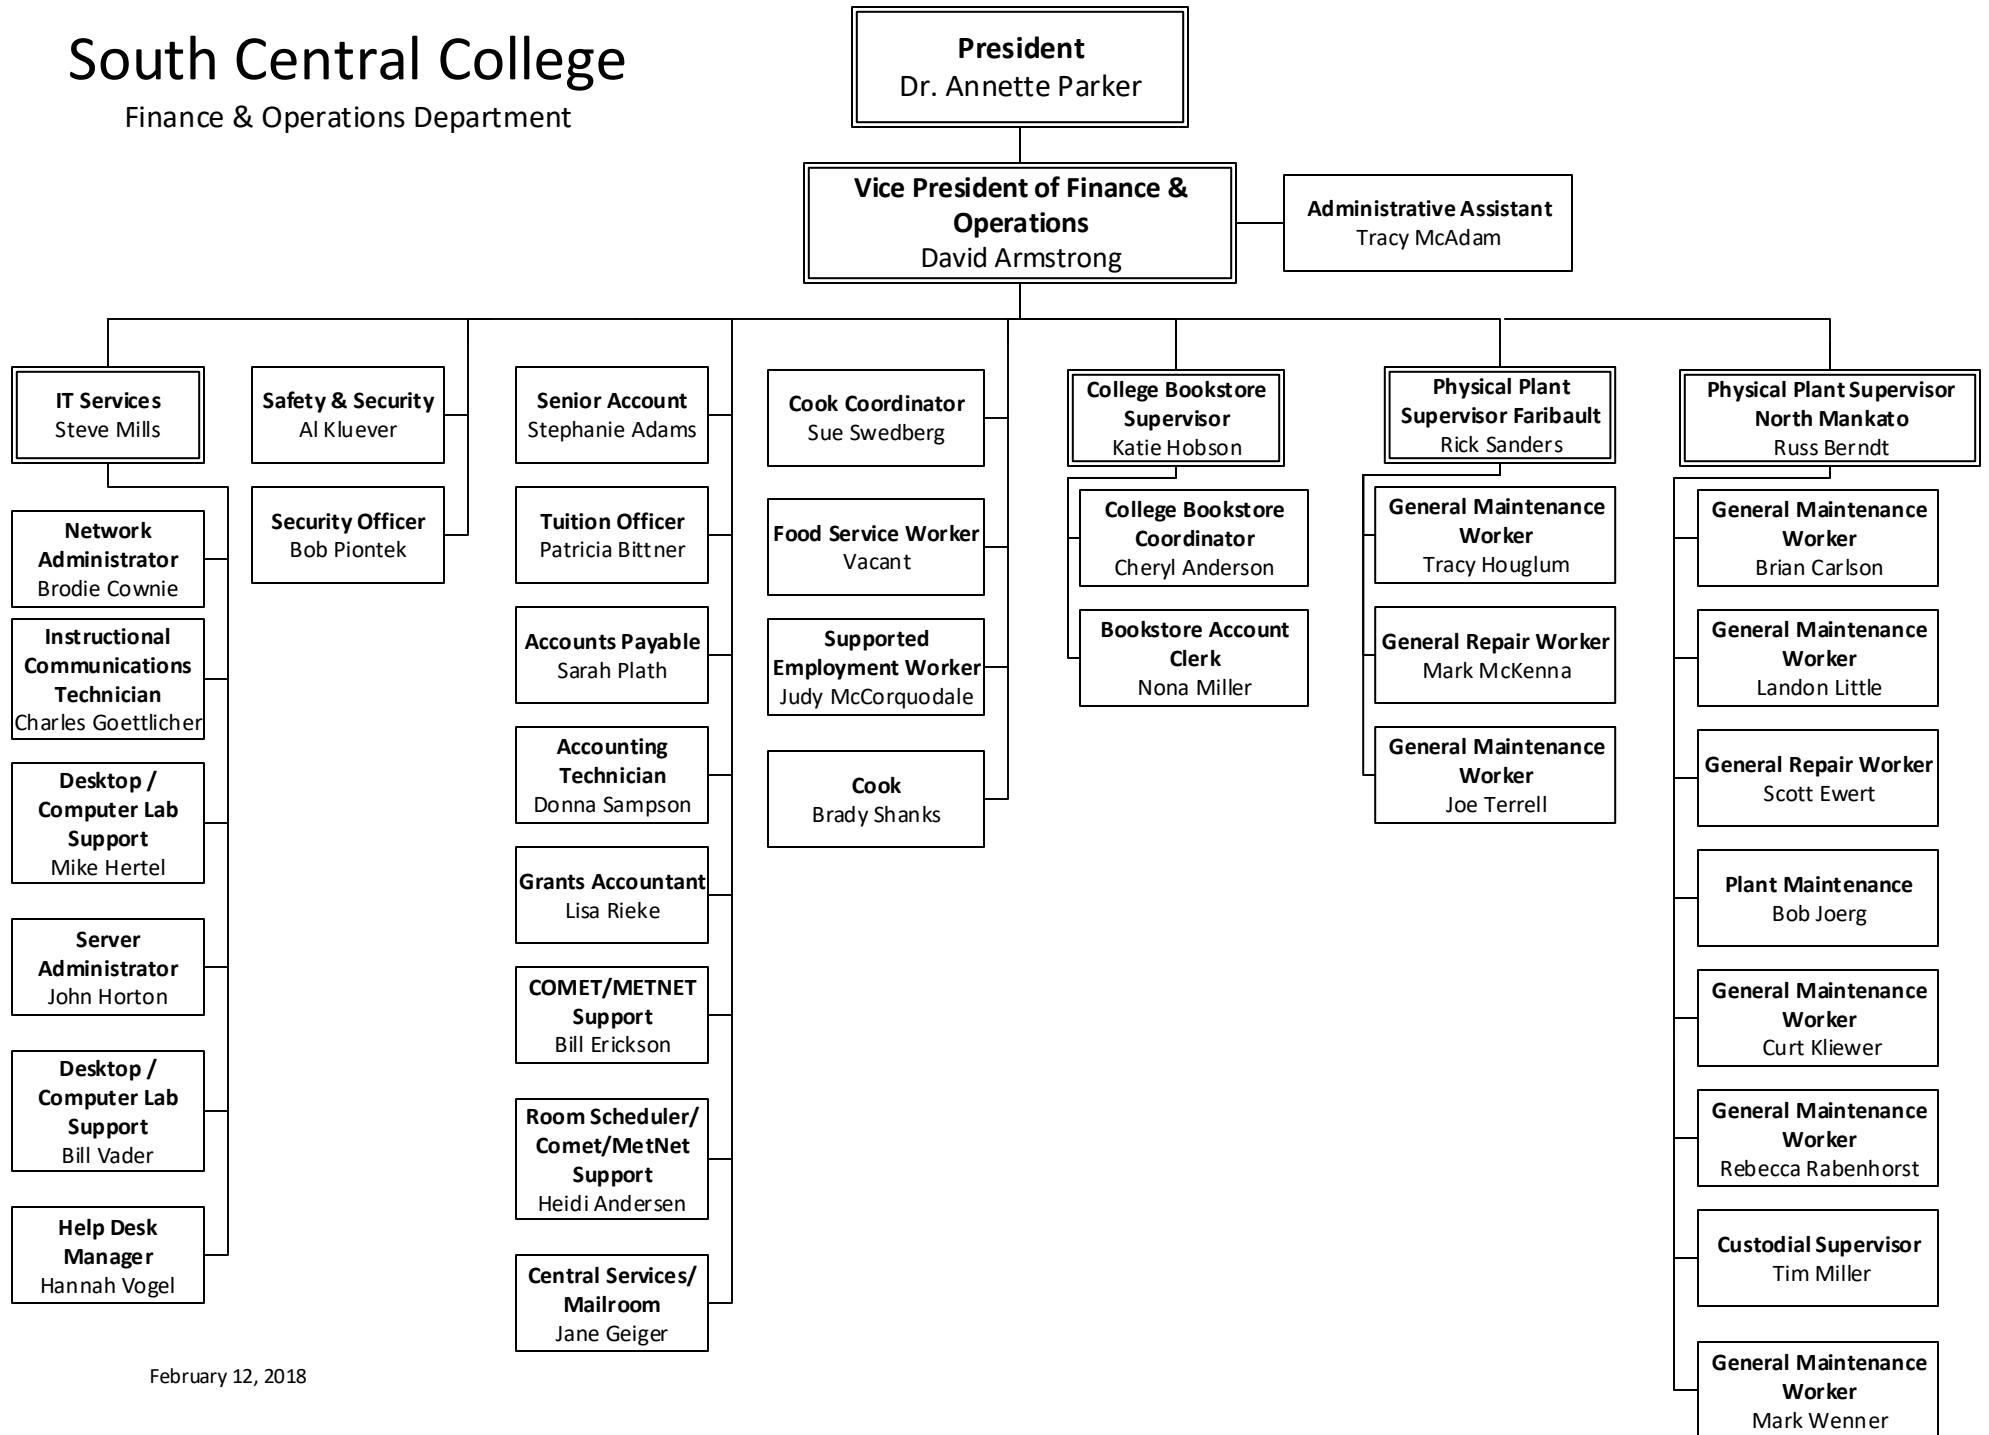 South Central College
Finance & Operations Department
President
Dr. Annette Parker
Vice President of Finance &
Operations
David Armstrong
Administrative Assistant
Tracy McAdam
IT Services
Steve Mills
Network
Administrator
Brodie Cownie
Instructional
Communications
Technician
Charles Goettlicher
Desktop /
Computer Lab
Support
Mike Hertel
Server
Administrator
John Horton
Desktop /
Computer Lab
Support
Bill Vader
Help Desk
Manager
Hannah Vogel
Safety & Security
Al Kluever
Security Officer
Bob Piontek
Senior Account
Stephanie Adams
Tuition Officer
Patricia Bittner
Accounts Payable
Sarah Plath
Accounting
Technician
Donna Sampson
Grants Accountant
Lisa Rieke
COMET/METNET
Support
Bill Erickson
Room Scheduler/
Comet/MetNet
Support
Heidi Andersen
Central Services/
Mailroom
Jane Geiger
Cook Coordinator
Sue Swedberg
Food Service Worker
Vacant
Supported
Employment Worker
Judy McCorquodale
Cook
Brady Shanks
College Bookstore
Supervisor
Katie Hobson
College Bookstore
Coordinator
Cheryl Anderson
Bookstore Account
Clerk
Nona Miller
Physical Plant
Supervisor Faribault
Rick Sanders
General Maintenance
Worker
Tracy Houglum
General Repair Worker
Mark McKenna
General Maintenance
Worker
Joe Terrell
Physical Plant Supervisor
North Mankato
Russ Berndt
General Maintenance
Worker
Brian Carlson
General Maintenance
Worker
Landon Little
General Repair Worker
Scott Ewert
Plant Maintenance
Bob Joerg
General Maintenance
Worker
Curt Kliewer
General Maintenance
Worker
Rebecca Rabenhorst
Custodial Supervisor
Tim Miller
General Maintenance
Worker
Mark Wenner
February 12, 2018